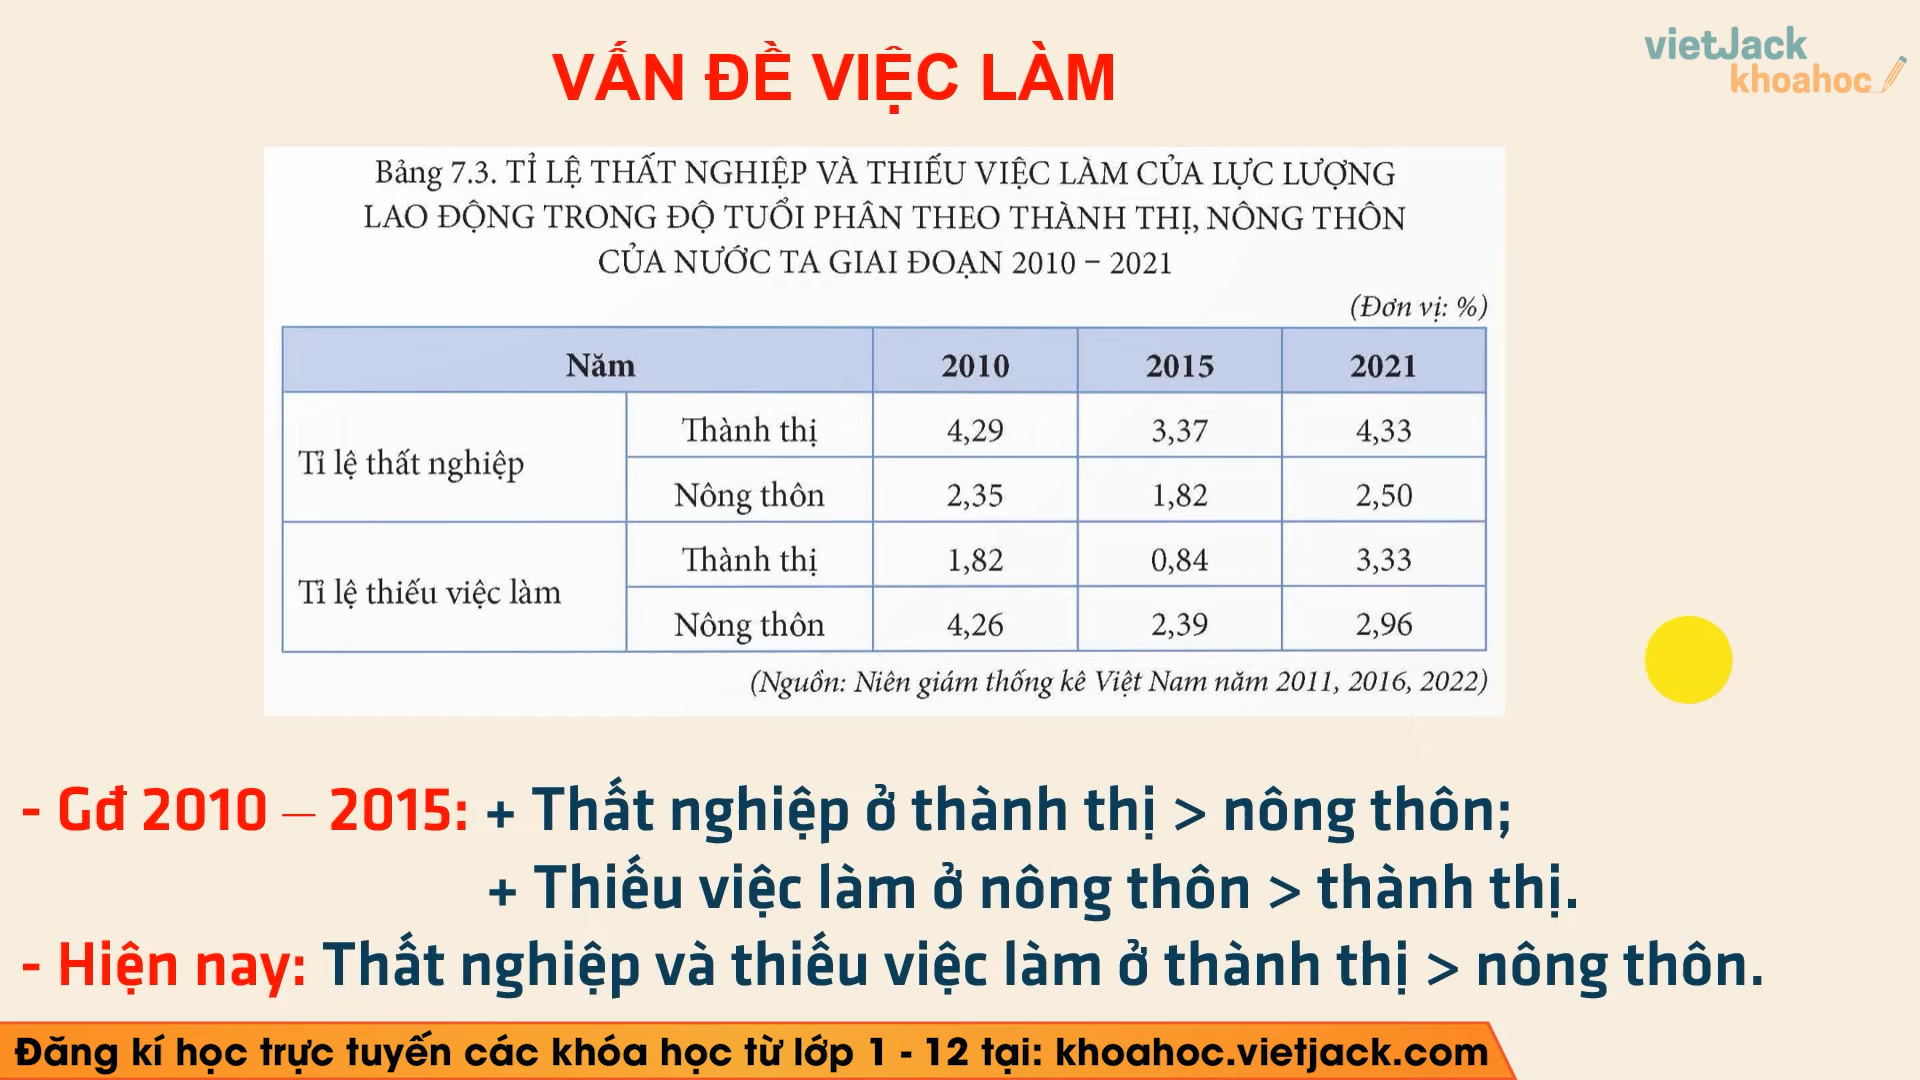 vietJack
khoahoc
VẤN ĐỀ VIỆC LÀM
Bảng 7.3. TỈ LỆ THẤT NGHIỆP VÀ THIẾU VIỆC LÀM CỦA LỰC LƯỢNG
LAO ĐỘNG TRONG ĐỘ TUỔI PHÂN THEO THÀNH THỊ, NÔNG THÔN
CỦA NƯỚC TA GIAI ĐOẠN 2010 – 2021
(Đơn vị: %)
Năm 2010 2015 2021
Tỉ lệ thất nghiệp Thành thị 4,29 3,37 4,33
Nông thôn 2,35 1,82 2,50
Tỉ lệ thiếu việc làm Thành thị 1,82 0,84 3,33
Nông thôn 4,26 2,39 2,96
(Nguồn: Niên giám thống kê Việt Nam năm 2011, 2016, 2022)
- Gđ 2010 – 2015: + Thất nghiệp ở thành thị > nông thôn;
+ Thiếu việc làm ở nông thôn > thành thị.
- Hiện nay: Thất nghiệp và thiếu việc làm ở thành thị > nông thôn.
Đăng kí học trực tuyến các khóa học từ lớp 1 - 12 tại: khoahoc.vietjack.com